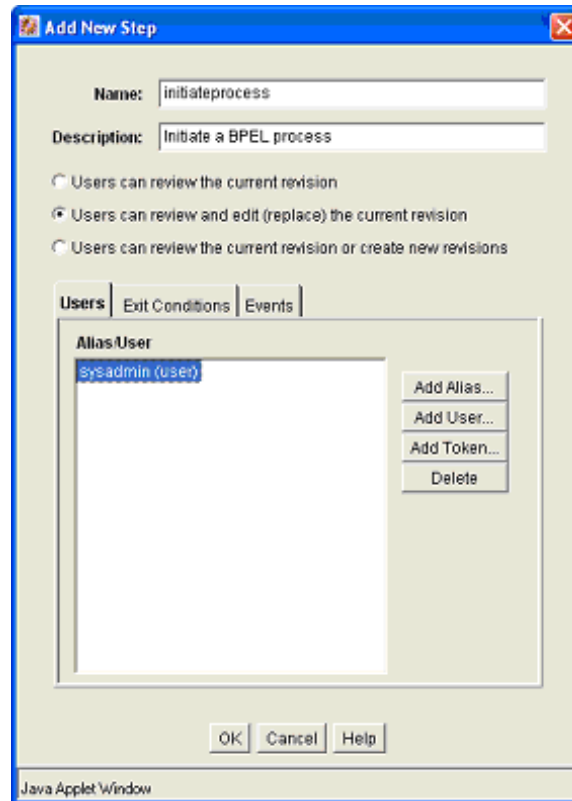 Add New Step
Name: initiateprocess
Description: Initiate a BPEL process
Users can review the current revision
Users can review and edit (replace) the current revision
Users can review the current revision or create new revisions
Users Exit Conditions Events
Alias/User
sysadmin (user)
Add Alias...
Add User...
Add Token...
Delete
OK Cancel Help
Java Applet Window